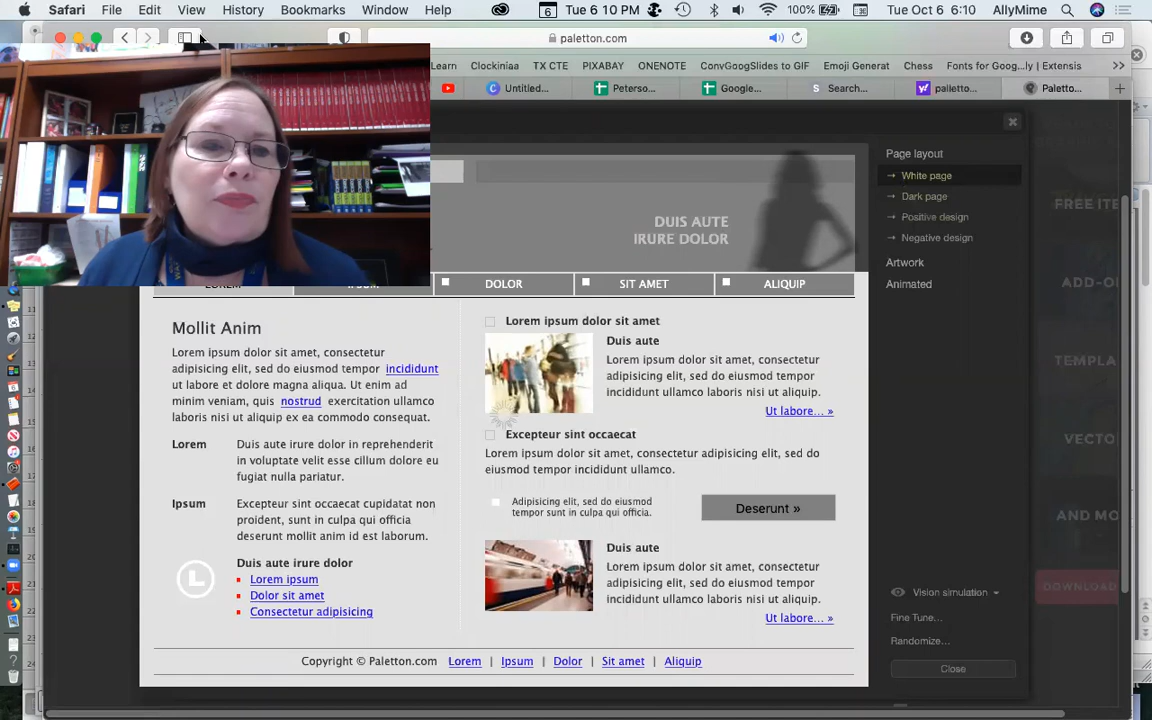 Safari File Edit View History Bookmarks Window Help 6 Tue 6 10 PM 100% Tue Oct 6 6:10 AllyMime
paletton.com
Learn Clockiniaa TX CTE PIXABAY ONENOTE ConvGoogSlides to GIF Emoji Generat Chess Fonts for Goog...ly | Extensis >>
Untitled... Peterso... Google... Search... palletto... Paletto...
Page layout
→ White page
→ Dark page
→ Positive design
→ Negative design
Artwork
Animated
FREE ITE
ADD-O
TEMPLA
VECTO
AND MO
DOWNLOAD
DUIS AUTE
IRURE DOLOR
DOLOR SIT AMET ALIQUIP
Mollit Anim
Lorem ipsum dolor sit amet, consectetur
adipisicing elit, sed do eiusmod tempor incididunt
ut labore et dolore magna aliqua. Ut enim ad
minim veniam, quis nostrud exercitation ullamco
laboris nisi ut aliquip ex ea commodo consequat.
Lorem Duis aute irure dolor in reprehenderit
in voluptate velit esse cillum dolore eu
fugiat nulla pariatur.
Ipsum Excepteur sint occaecat cupidatat non
proident, sunt in culpa qui officia
deserunt mollit anim id est laborum.
Duis aute irure dolor
Lorem ipsum
Dolor sit amet
Consectetur adipisicing
Lorem ipsum dolor sit amet
Duis aute
Lorem ipsum dolor sit amet, consectetur
adipisicing elit, sed do eiusmod tempor
incididunt ut labore et dolore magna aliqua.
Ut labore... »
Excepteur sint occaecat
Lorem ipsum dolor sit amet, consectetur adipisicing elit, sed do
eiusmod tempor incididunt ullamco.
Adipisicing elit, sed do eiusmod
tempor sunt in culpa qui officia.
Deserunt »
Duis aute
Lorem ipsum dolor sit amet, consectetur
adipisicing elit, sed do eiusmod tempor
incididunt ut labore et dolore magna aliqua.
Ut labore... »
Copyright © Paletton.com Lorem | Ipsum | Dolor | Sit amet | Aliquip
Vision simulation
Fine Tune...
Randomize...
Close